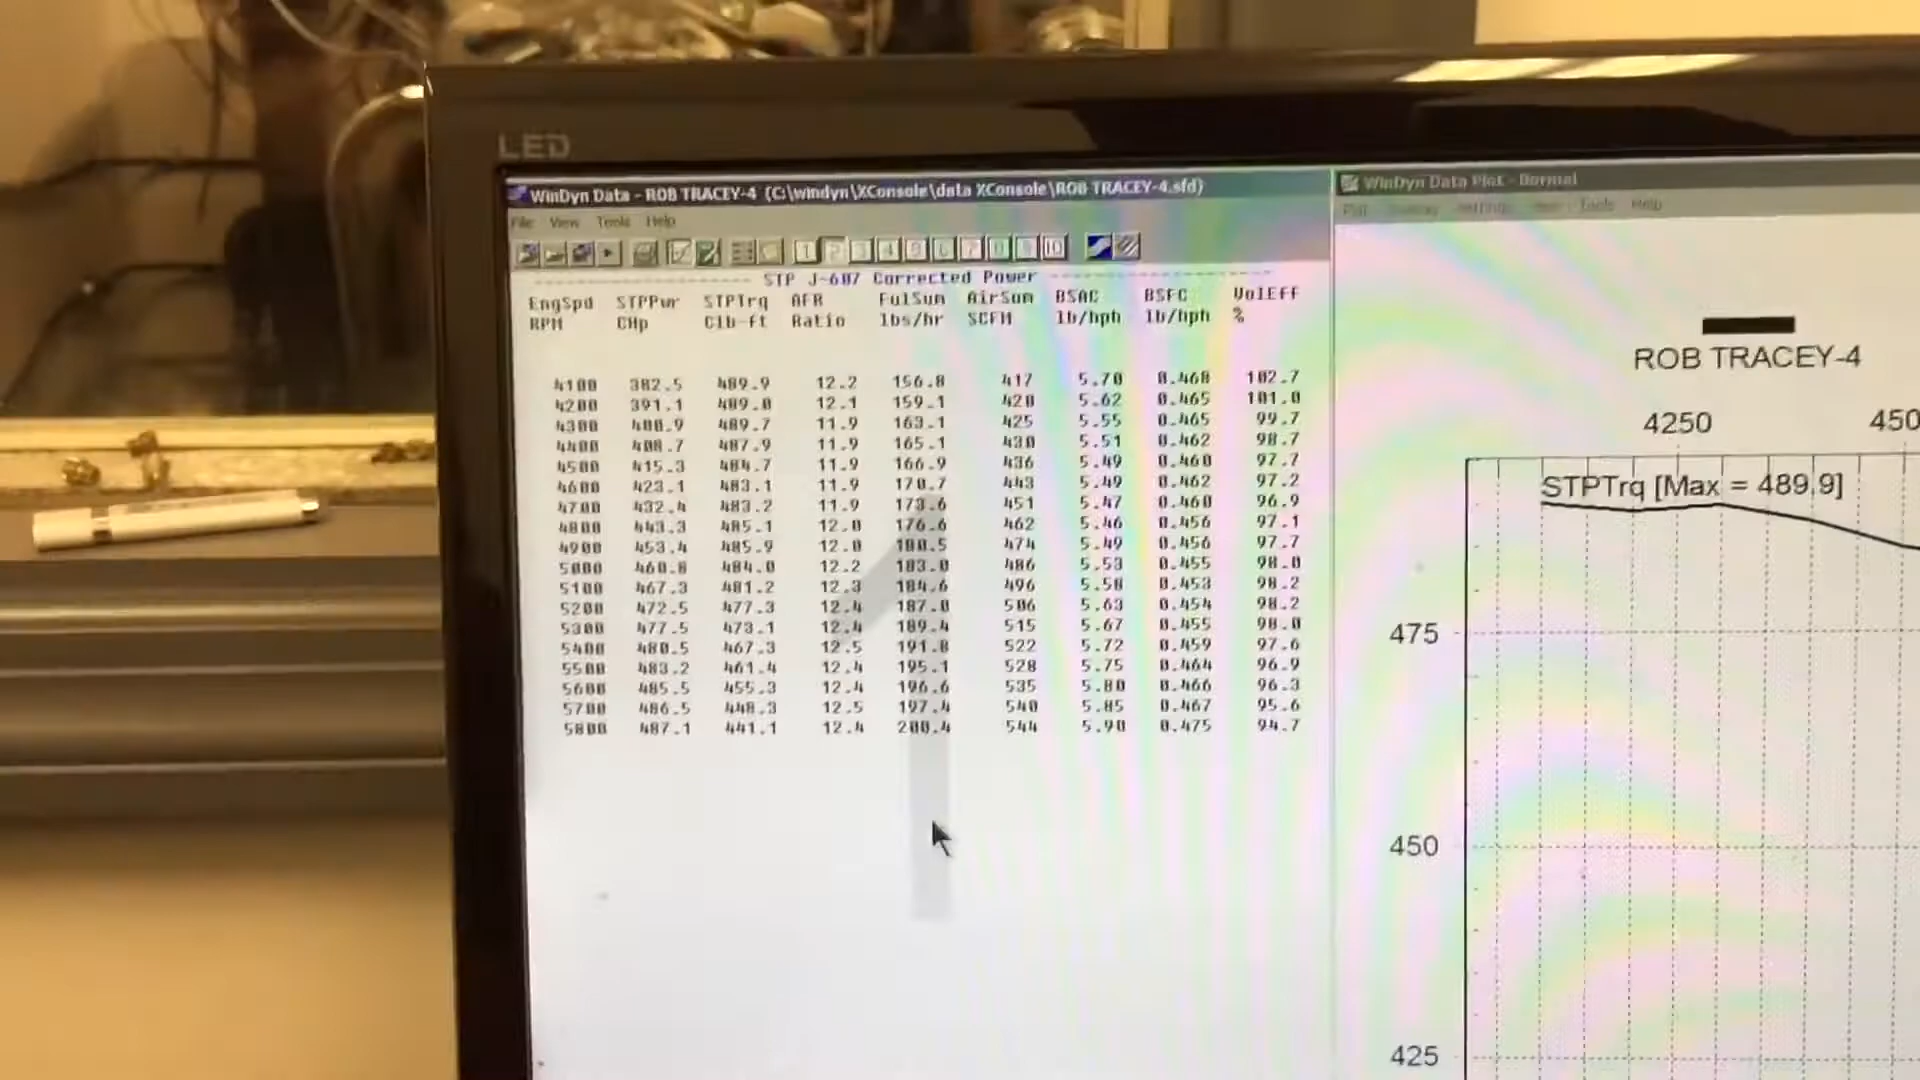 LED
WinDyn Data - ROB TRACEY-4 (C:\windyn\XConsole\data XConsole\ROB TRACEY-4.sfd)
File View Tools Help
1 2 3 4 5 6 7 8 9 10
STP J-607 Corrected Power
EngSpd STPPwr STPTrq AFR FulSum AirSum BSAC BSFC VolEff
RPM CHp Clb-ft Ratio lbs/hr SCFM lb/hph lb/hph %
4100 382.5 489.9 12.2 156.8 417 5.70 0.468 102.7
4200 391.1 489.0 12.1 159.1 420 5.62 0.465 101.0
4300 400.9 489.7 11.9 163.1 425 5.55 0.465 99.7
4400 408.7 487.9 11.9 165.1 430 5.51 0.462 98.7
4500 415.3 484.7 11.9 166.9 436 5.49 0.460 97.7
4600 423.1 483.1 11.9 170.7 443 5.49 0.462 97.2
4700 432.4 483.2 11.9 173.6 451 5.47 0.460 96.9
4800 443.3 485.1 12.0 176.6 462 5.46 0.456 97.1
4900 453.4 485.9 12.0 180.5 474 5.49 0.456 97.7
5000 460.8 484.0 12.2 183.0 486 5.53 0.455 98.0
5100 467.3 481.2 12.3 184.6 496 5.58 0.453 98.2
5200 472.5 477.3 12.4 187.0 506 5.63 0.454 98.2
5300 477.5 473.1 12.4 189.4 515 5.67 0.455 98.0
5400 480.5 467.3 12.5 191.8 522 5.72 0.459 97.6
5500 483.2 461.4 12.4 195.1 528 5.75 0.464 96.9
5600 485.5 455.3 12.4 196.6 535 5.80 0.466 96.3
5700 486.5 448.3 12.5 197.4 540 5.85 0.467 95.6
5800 487.1 441.1 12.4 200.4 544 5.90 0.475 94.7
WinDyn Data Plot - Normal
Tools Help
ROB TRACEY-4
4250 450
STPTrq [Max = 489.9]
475
450
425